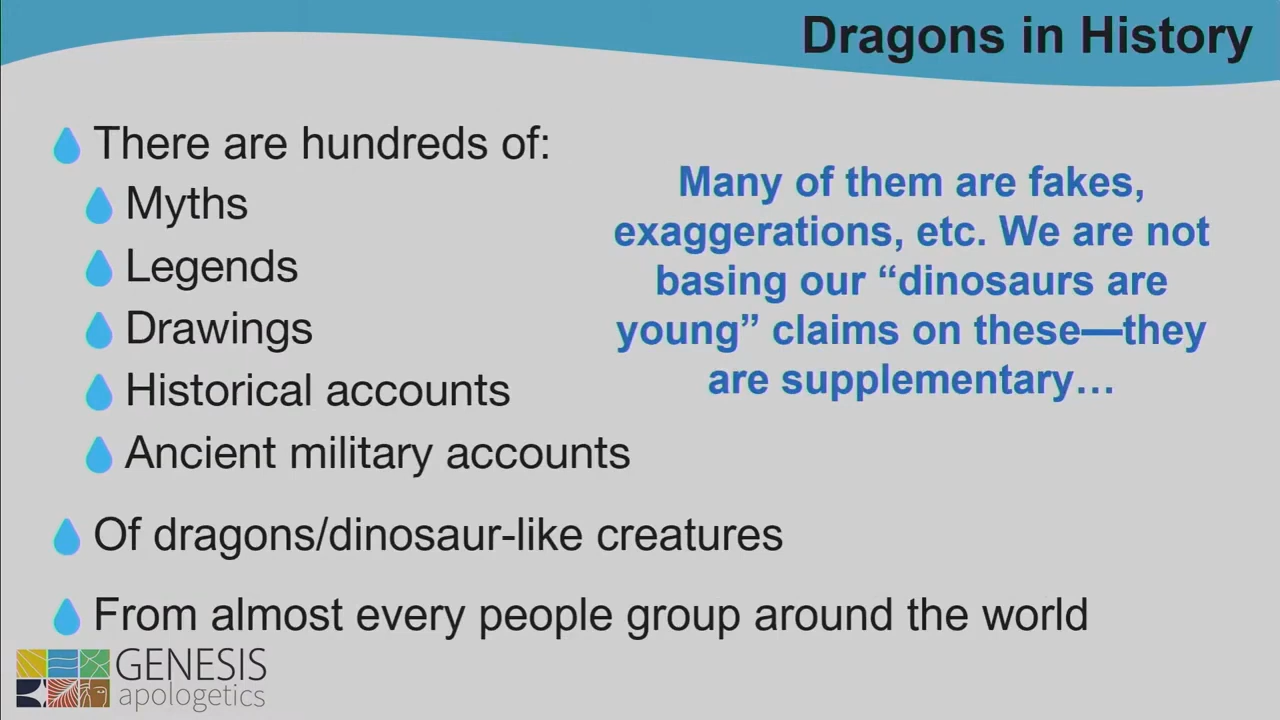 Dragons in History
There are hundreds of:
Myths
Legends
Drawings
Historical accounts
Ancient military accounts
Many of them are fakes,
exaggerations, etc. We are not
basing our “dinosaurs are
young” claims on these—they
are supplementary…
Of dragons/dinosaur-like creatures
From almost every people group around the world
GENESIS
apologetics